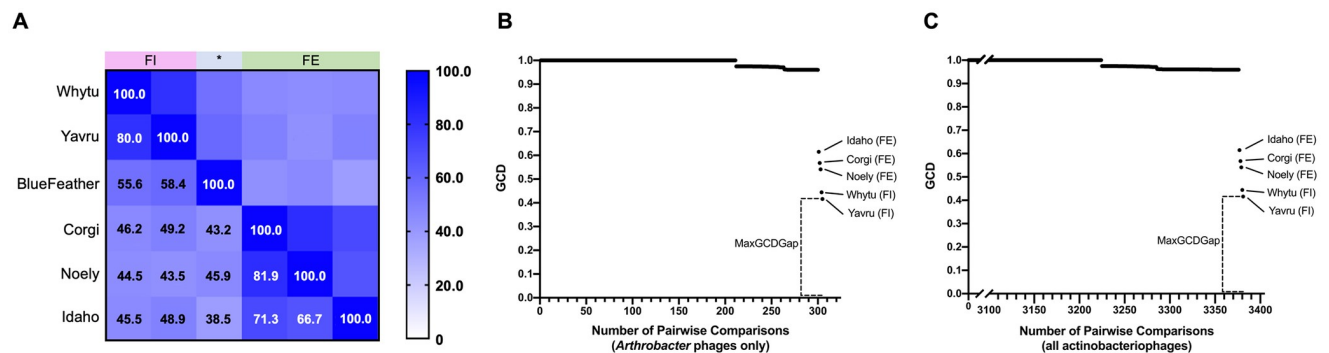 A
FI * FE
Whytu 100.0
Yavru 80.0 100.0
BlueFeather 55.6 58.4 100.0
Corgi 46.2 49.2 43.2 100.0
Noely 44.5 43.5 45.9 81.9 100.0
Idaho 45.5 48.9 38.5 71.3 66.7 100.0
100.0
80.0
60.0
40.0
20.0
0
B
GCD
1.0
0.9
0.8
0.7
0.6
0.5
0.4
0.3
0.2
0.1
0.0
Idaho (FE)
Corgi (FE)
Noely (FE)
Whytu (FI)
Yavru (FI)
MaxGCDGap
0 50 100 150 200 250 300
Number of Pairwise Comparisons
(Arthrobacter phages only)
C
GCD
1.0
0.9
0.8
0.7
0.6
0.5
0.4
0.3
0.2
0.1
0.0
Idaho (FE)
Corgi (FE)
Noely (FE)
Whytu (FI)
Yavru (FI)
MaxGCDGap
0 3100 3200 3300 3400
Number of Pairwise Comparisons
(all actinobacteriophages)